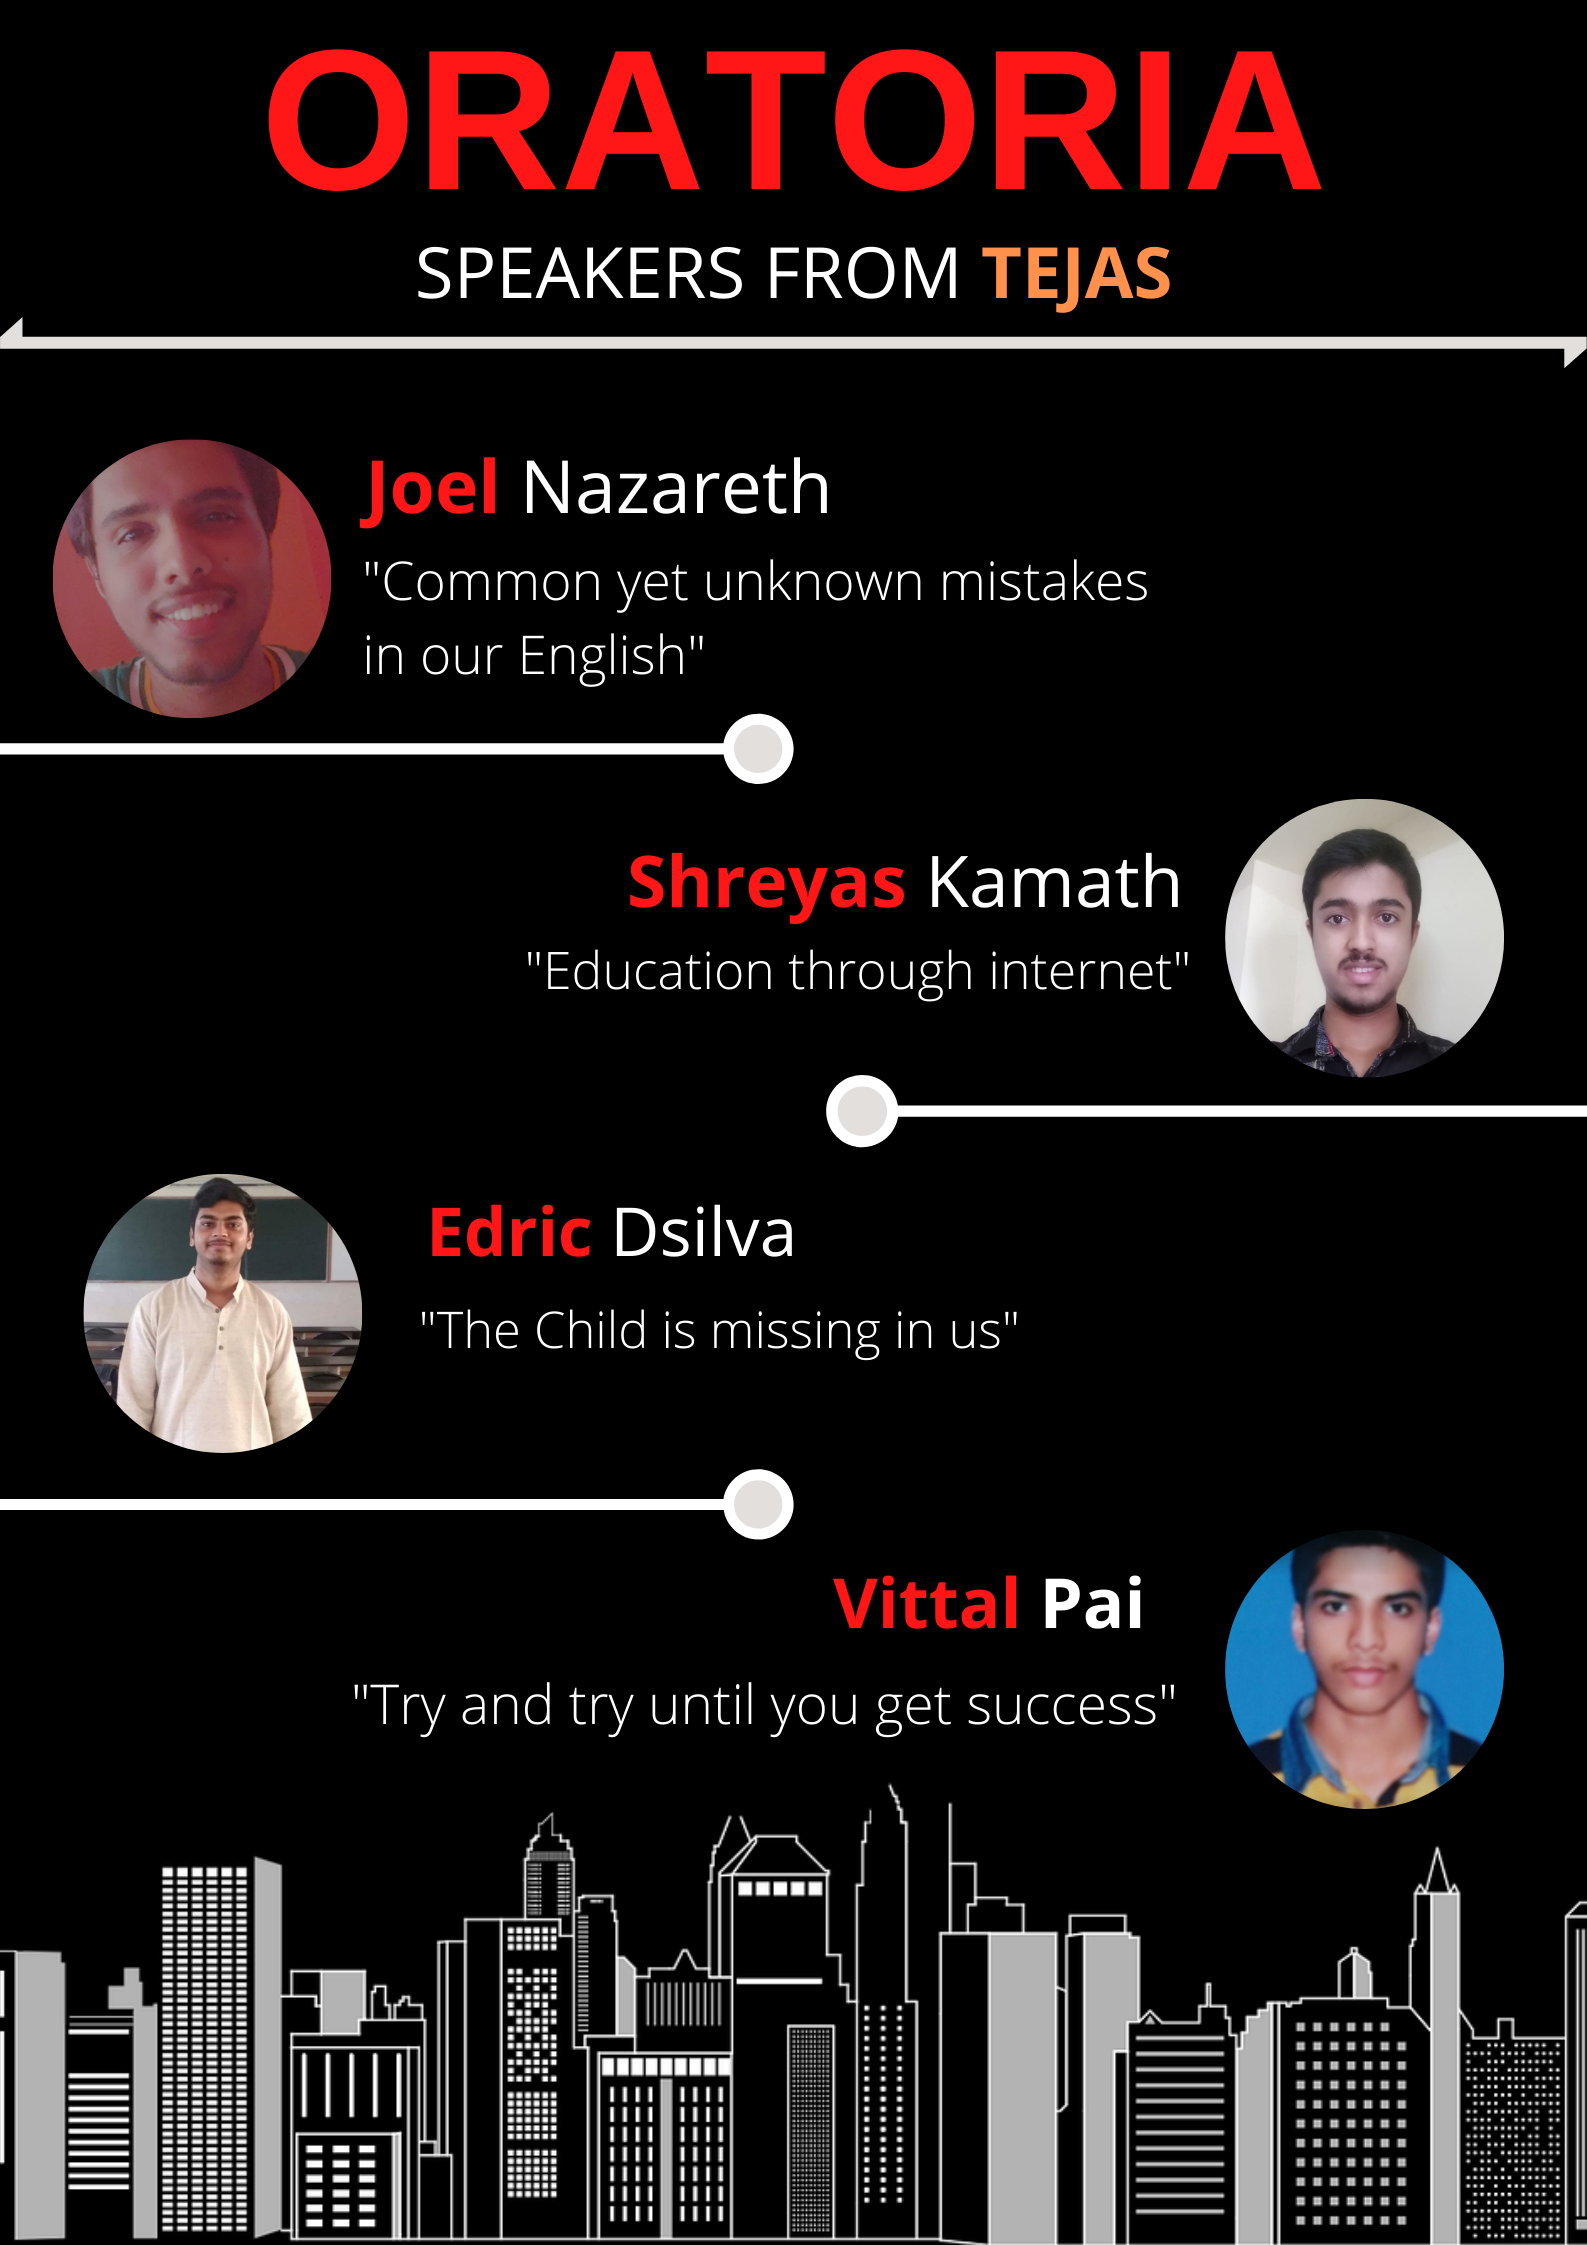 ORATORIA
SPEAKERS FROM TEJAS
Joel Nazareth
"Common yet unknown mistakes
in our English"
Shreyas Kamath
"Education through internet"
Edric Dsilva
"The Child is missing in us"
Vittal Pai
"Try and try until you get success"